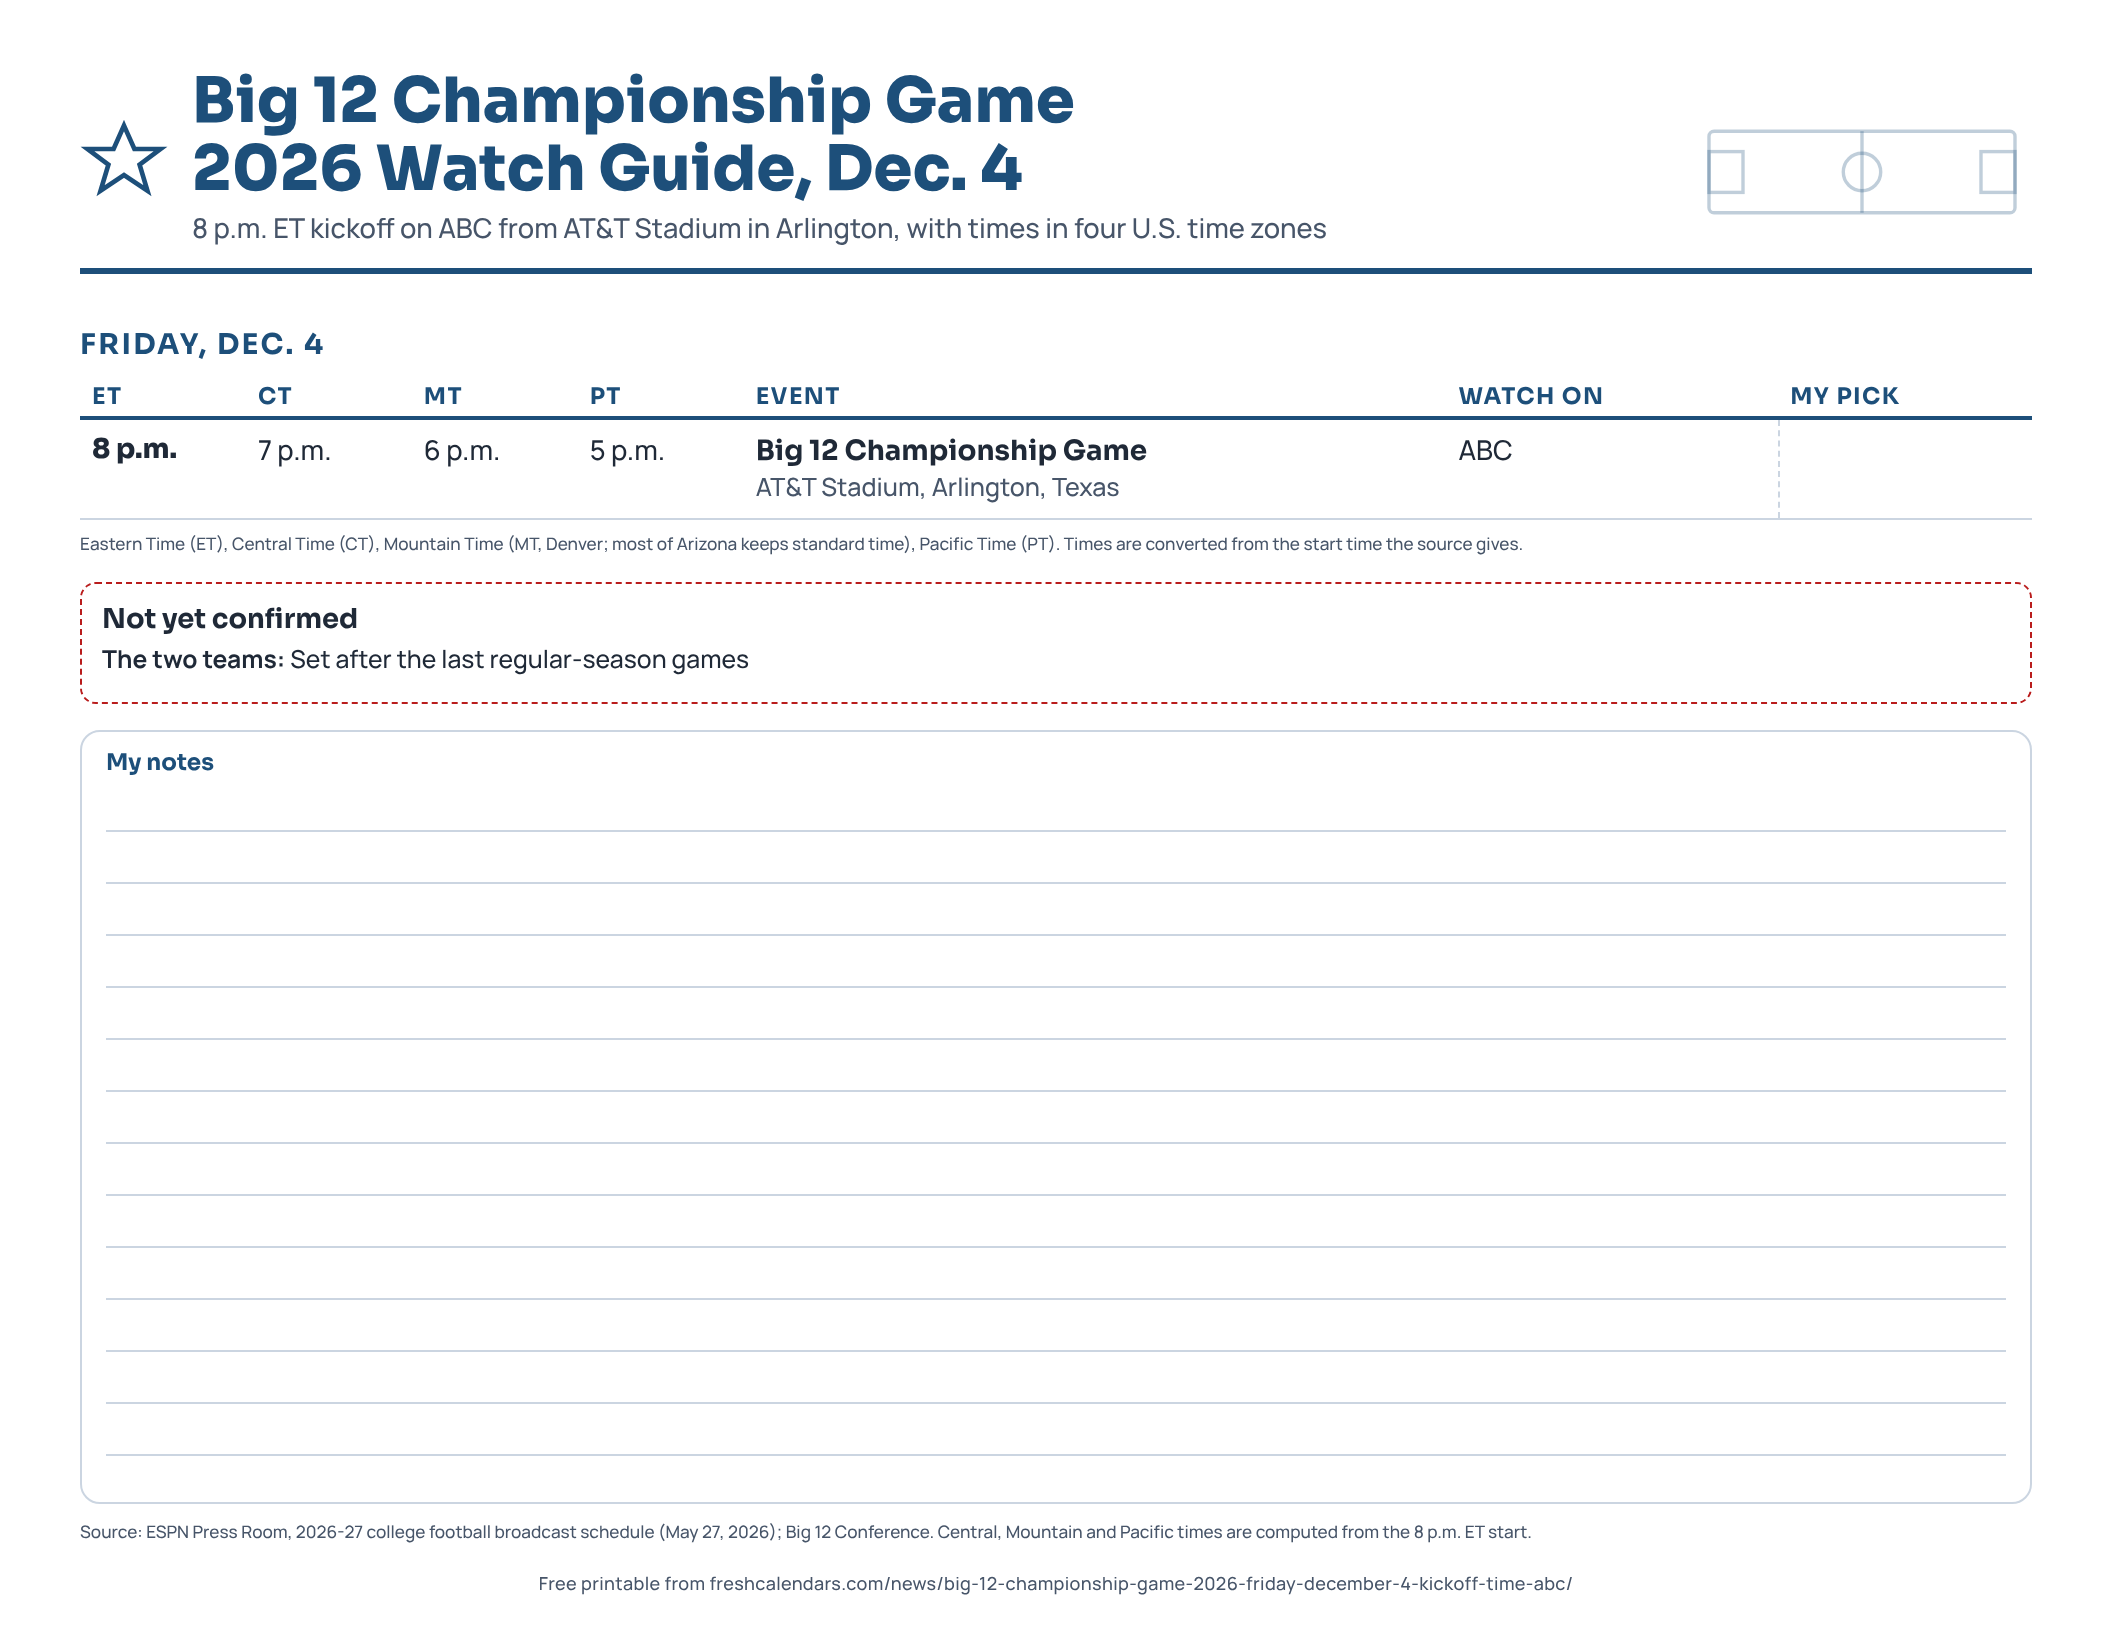 Big 12 Championship Game
2026 Watch Guide, Dec. 4
8 p.m. ET kickoff on ABC from AT&T Stadium in Arlington, with times in four U.S. time zones
FRIDAY, DEC. 4
ET CT MT PT EVENT WATCH ON MY PICK
8 p.m. 7 p.m. 6 p.m. 5 p.m. Big 12 Championship Game ABC
AT&T Stadium, Arlington, Texas
Eastern Time (ET), Central Time (CT), Mountain Time (MT, Denver; most of Arizona keeps standard time), Pacific Time (PT). Times are converted from the start time the source gives.
Not yet confirmed
The two teams: Set after the last regular-season games
My notes
Source: ESPN Press Room, 2026-27 college football broadcast schedule (May 27, 2026); Big 12 Conference. Central, Mountain and Pacific times are computed from the 8 p.m. ET start.
Free printable from freshcalendars.com/news/big-12-championship-game-2026-friday-december-4-kickoff-time-abc/